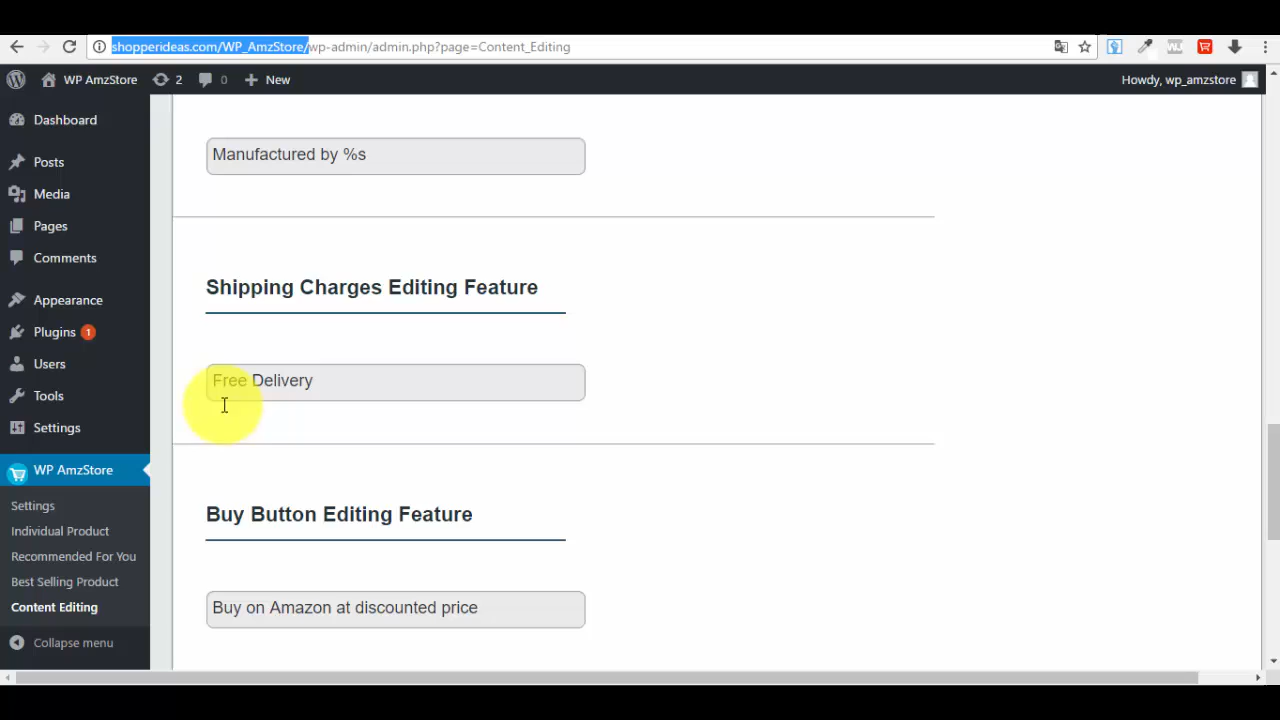 shopperideas.com/WP_AmzStore/wp-admin/admin.php?page=Content_Editing
WP AmzStore 2 0 New Howdy, wp_amzstore
Dashboard
Posts
Media
Pages
Comments
Appearance
Plugins 1
Users
Tools
Settings
WP AmzStore
Settings
Individual Product
Recommended For You
Best Selling Product
Content Editing
Collapse menu
Manufactured by %s
Shipping Charges Editing Feature
Free Delivery
Buy Button Editing Feature
Buy on Amazon at discounted price